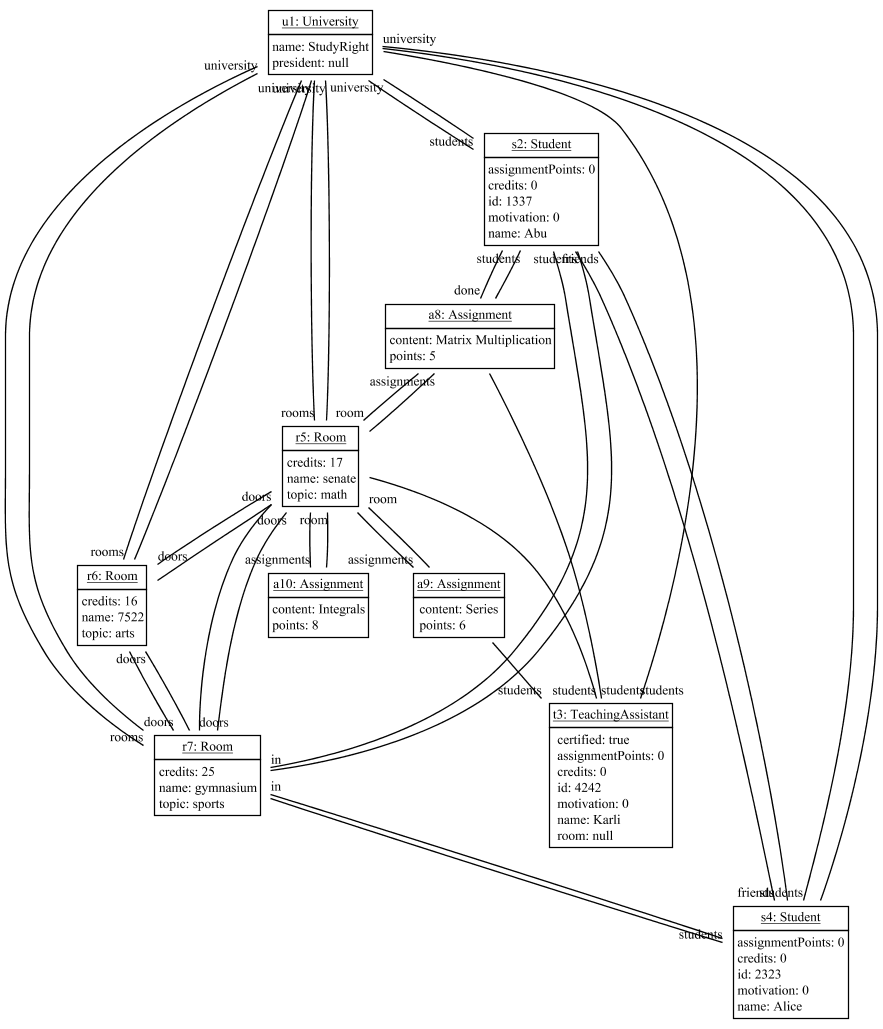 u1: University
name: StudyRight
president: null
university
university
university
university
university
students
s2: Student
assignmentPoints: 0
credits: 0
id: 1337
motivation: 0
name: Abu
students
students
friends
done
a8: Assignment
content: Matrix Multiplication
points: 5
assignments
rooms
room
r5: Room
credits: 17
name: senate
topic: math
doors
room
doors
room
rooms
doors
assignments
assignments
r6: Room
credits: 16
name: 7522
topic: arts
a10: Assignment
content: Integrals
points: 8
a9: Assignment
content: Series
points: 6
doors
students
students
students
students
doors
doors
rooms
r7: Room
credits: 25
name: gymnasium
topic: sports
in
in
t3: TeachingAssistant
certified: true
assignmentPoints: 0
credits: 0
id: 4242
motivation: 0
name: Karli
room: null
friends
students
students
s4: Student
assignmentPoints: 0
credits: 0
id: 2323
motivation: 0
name: Alice